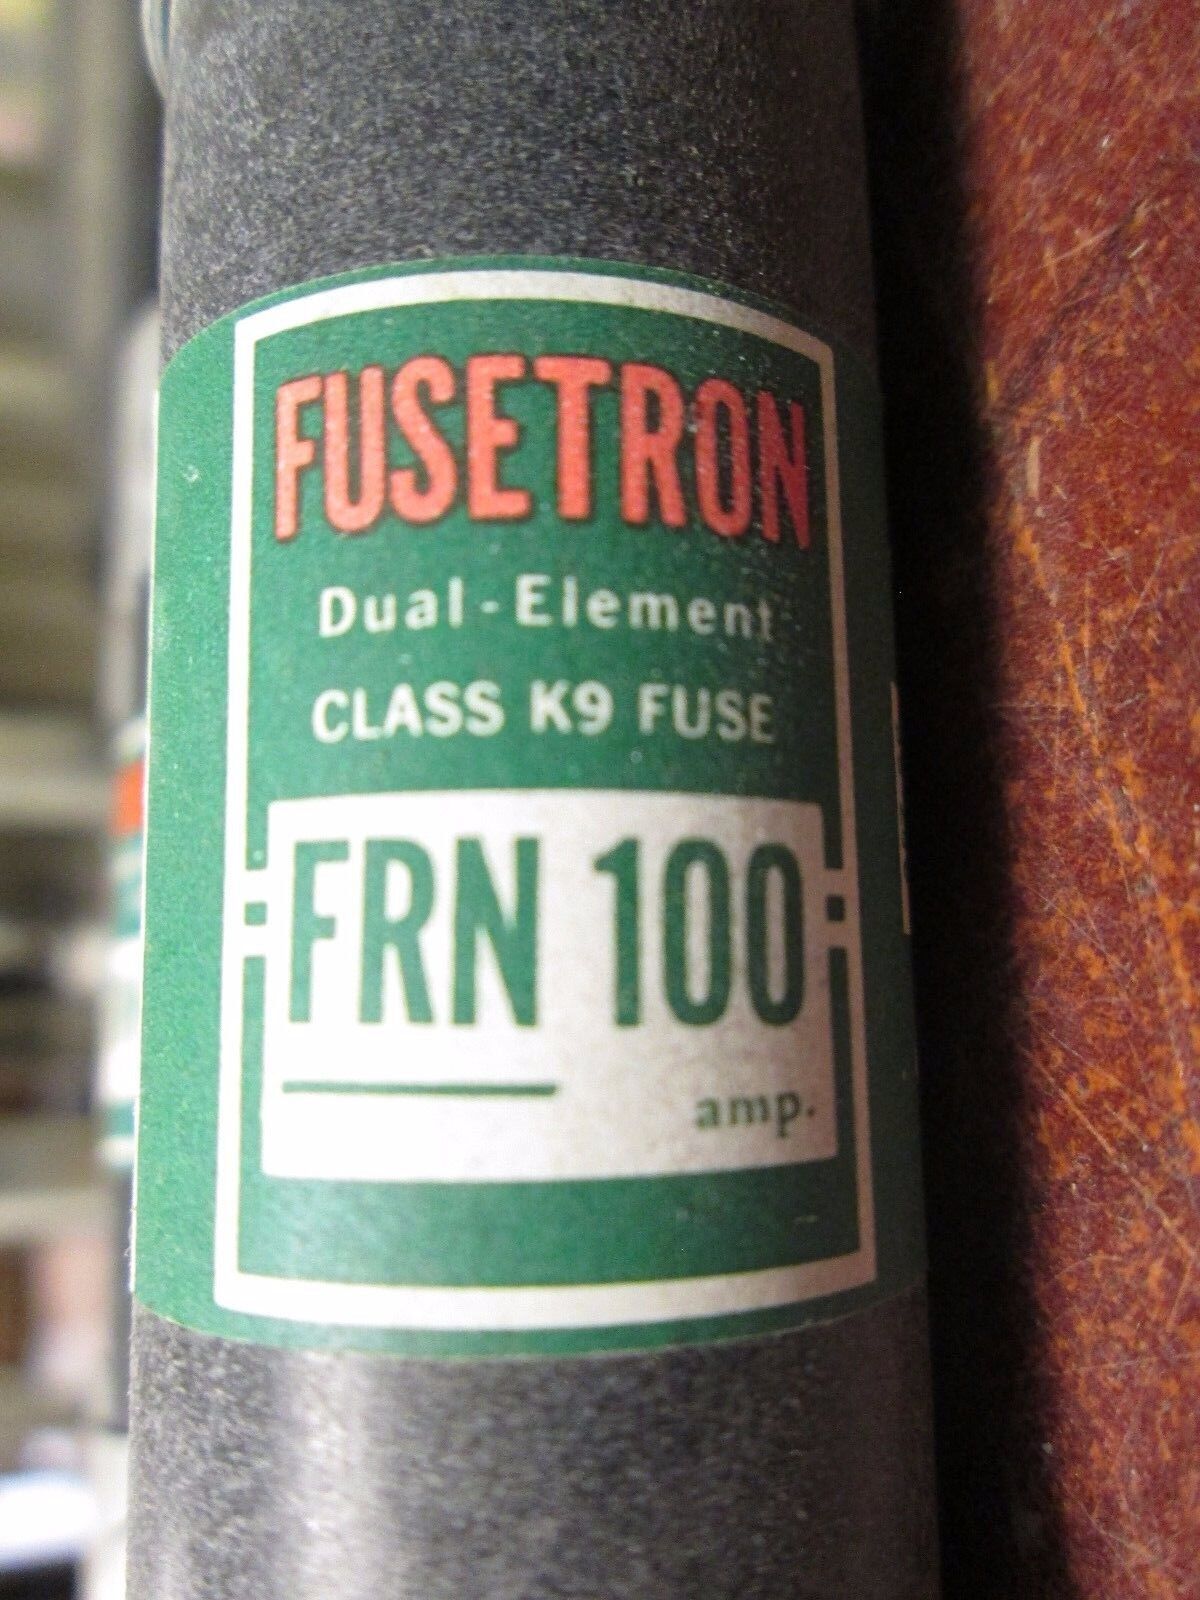 FUSETRON
Dual-Element
CLASS K9 FUSE
FRN 100
amp.